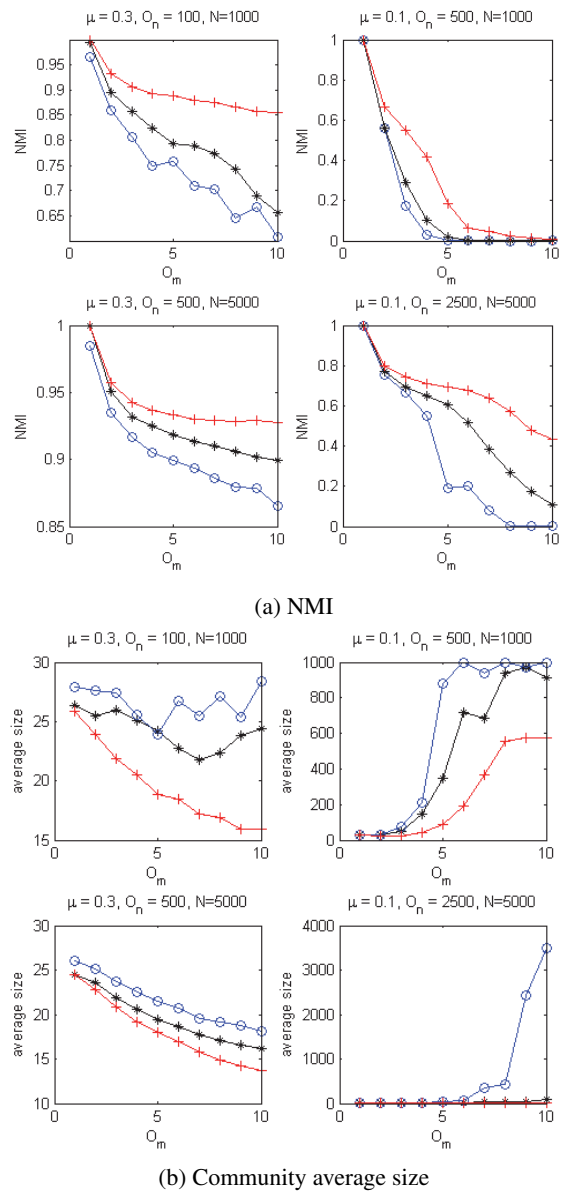 μ = 0.3, O_n = 100, N=1000
0.95
0.9
0.85
0.8
0.75
0.7
0.65
NMI
0
5
10
O_m
μ = 0.1, O_n = 500, N=1000
1
0.8
0.6
0.4
0.2
0
NMI
0
5
10
O_m
μ = 0.3, O_n = 500, N=5000
1
0.95
0.9
0.85
NMI
0
5
10
O_m
μ = 0.1, O_n = 2500, N=5000
1
0.8
0.6
0.4
0.2
0
NMI
0
5
10
O_m
(a) NMI
μ = 0.3, O_n = 100, N=1000
30
25
20
15
average size
0
5
10
O_m
μ = 0.1, O_n = 500, N=1000
1000
800
600
400
200
0
average size
0
5
10
O_m
μ = 0.3, O_n = 500, N=5000
30
25
20
15
10
average size
0
5
10
O_m
μ = 0.1, O_n = 2500, N=5000
4000
3000
2000
1000
0
average size
0
5
10
O_m
(b) Community average size